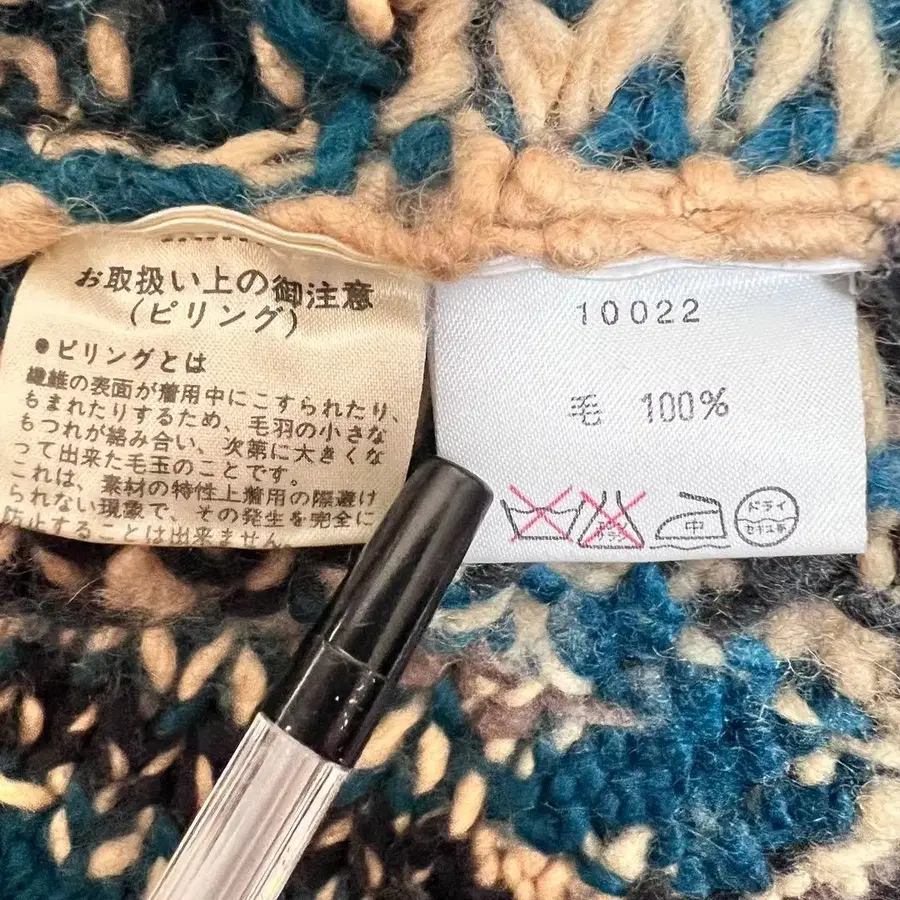 お取扱い上の御注意
(ピリング)
●ピリングとは
繊維の表面が着用中にこすられたり、
もまれたりするため、毛羽の小さな
もつれが絡み合い、次第に大きくな
って出来た毛玉のことです。
これは、素材の特性上着用の際避け
られない現象で、その発生を完全に
防止することは出来ません
10022
毛 100%
中
ドライ
セキユ系